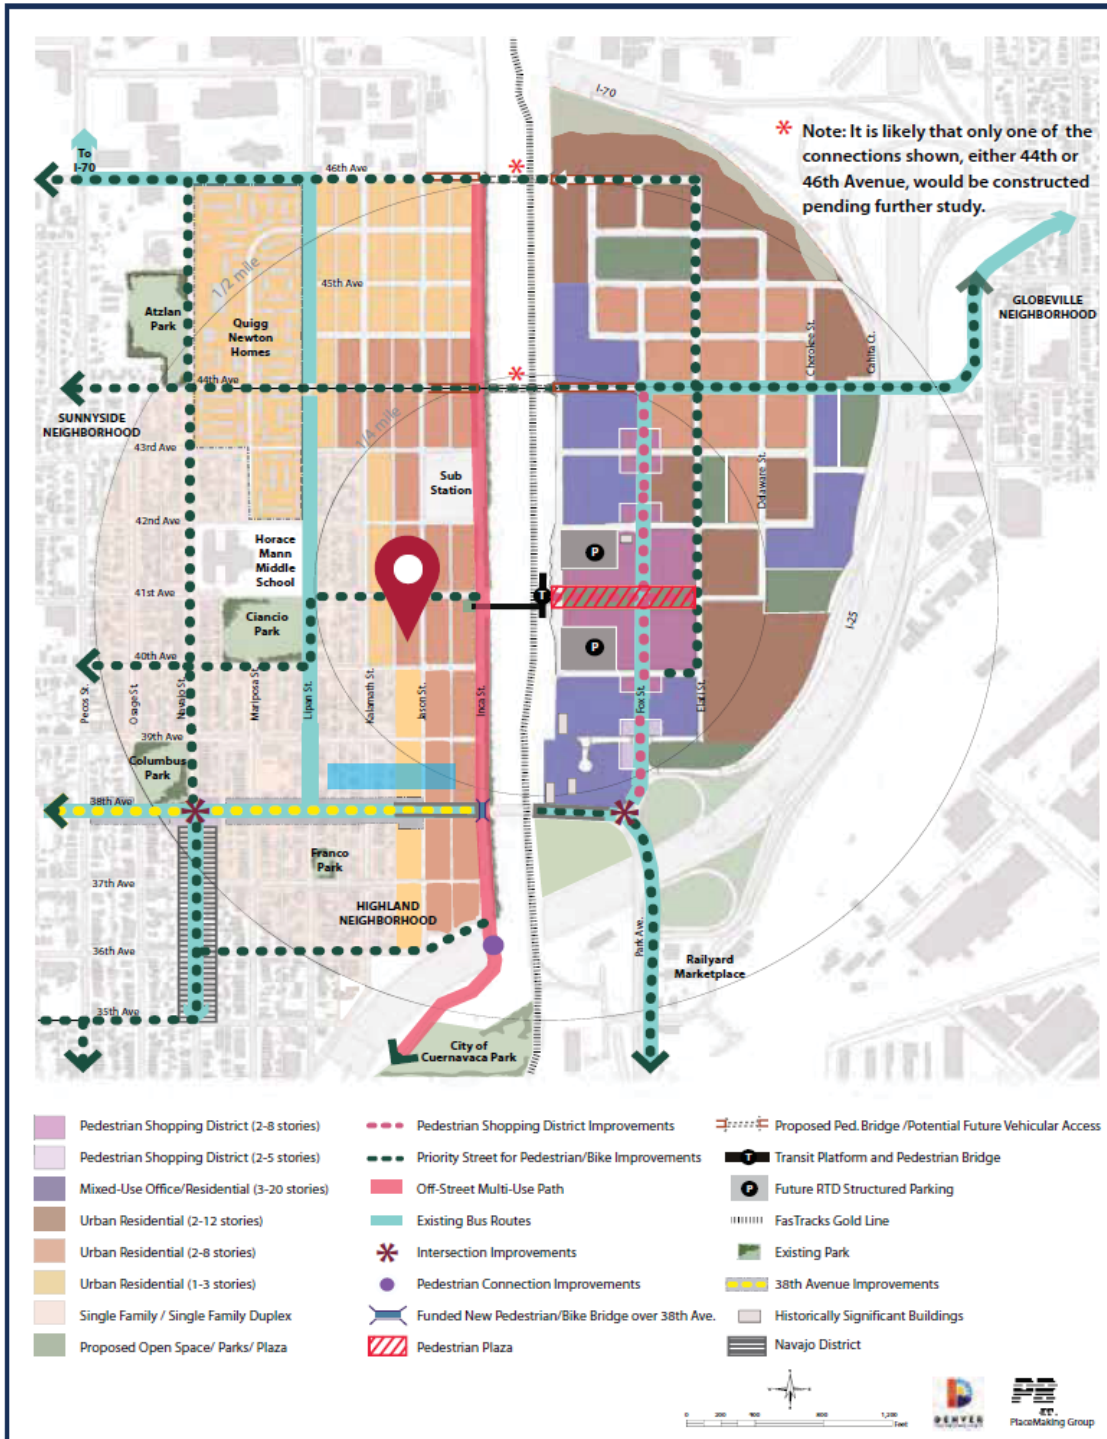 I-70
* Note: It is likely that only one of the
connections shown, either 44th or
46th Avenue, would be constructed
pending further study.
To
I-70
46th Ave
*
1/2 mile
45th Ave
Atzlan
Park
Quigg
Newton
Homes
GLOBEVILLE
NEIGHBORHOOD
Cherokee St.
Cahita Ct.
44th Ave
*
SUNNYSIDE
NEIGHBORHOOD
1/4 mile
43rd Ave
Sub
Station
Delaware St.
42nd Ave
Horace
Mann
Middle
School
P
41st Ave
T
Ciancio
Park
I-25
P
40th Ave
Pecos St.
Osage St.
Navajo St.
Mariposa St.
Lipan St.
Kalamath St.
Jason St.
Inca St.
Fox St.
Elati St.
39th Ave
Columbus
Park
38th Ave
Franco
Park
37th Ave
HIGHLAND
NEIGHBORHOOD
36th Ave
Park Ave.
Railyard
Marketplace
35th Ave
City of
Cuernavaca Park
Pedestrian Shopping District (2-8 stories)
Pedestrian Shopping District (2-5 stories)
Mixed-Use Office/Residential (3-20 stories)
Urban Residential (2-12 stories)
Urban Residential (2-8 stories)
Urban Residential (1-3 stories)
Single Family / Single Family Duplex
Proposed Open Space/ Parks/ Plaza
Pedestrian Shopping District Improvements
Priority Street for Pedestrian/Bike Improvements
Off-Street Multi-Use Path
Existing Bus Routes
Intersection Improvements
Pedestrian Connection Improvements
Funded New Pedestrian/Bike Bridge over 38th Ave.
Pedestrian Plaza
Proposed Ped. Bridge /Potential Future Vehicular Access
T Transit Platform and Pedestrian Bridge
P Future RTD Structured Parking
FasTracks Gold Line
Existing Park
38th Avenue Improvements
Historically Significant Buildings
Navajo District
0 200 400 800 1,200
Feet
DENVER
PB
PlaceMaking Group